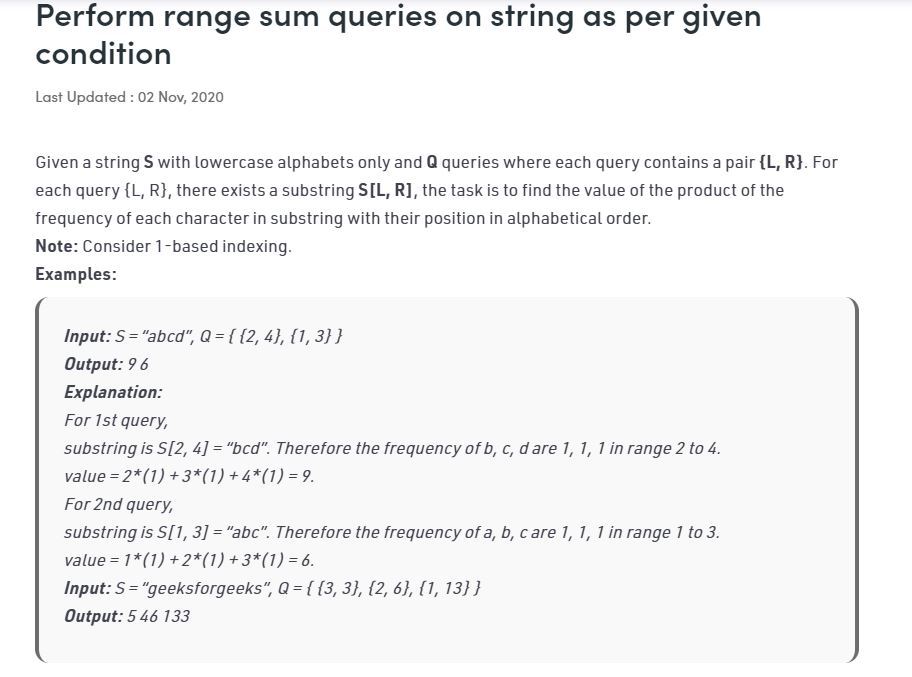 Perform range sum queries on string as per given
condition
Last Updated : 02 Nov, 2020
Given a string S with lowercase alphabets only and Q queries where each query contains a pair {L, R}. For
each query {L, R}, there exists a substring S[L, R], the task is to find the value of the product of the
frequency of each character in substring with their position in alphabetical order.
Note: Consider 1-based indexing.
Examples:
Input: S = “abcd”, Q = { {2, 4}, {1, 3} }
Output: 9 6
Explanation:
For 1st query,
substring is S[2, 4] = “bcd”. Therefore the frequency of b, c, d are 1, 1, 1 in range 2 to 4.
value = 2*(1) + 3*(1) + 4*(1) = 9.
For 2nd query,
substring is S[1, 3] = “abc”. Therefore the frequency of a, b, c are 1, 1, 1 in range 1 to 3.
value = 1*(1) + 2*(1) + 3*(1) = 6.
Input: S = “geeksforgeeks”, Q = { {3, 3}, {2, 6}, {1, 13} }
Output: 5 46 133